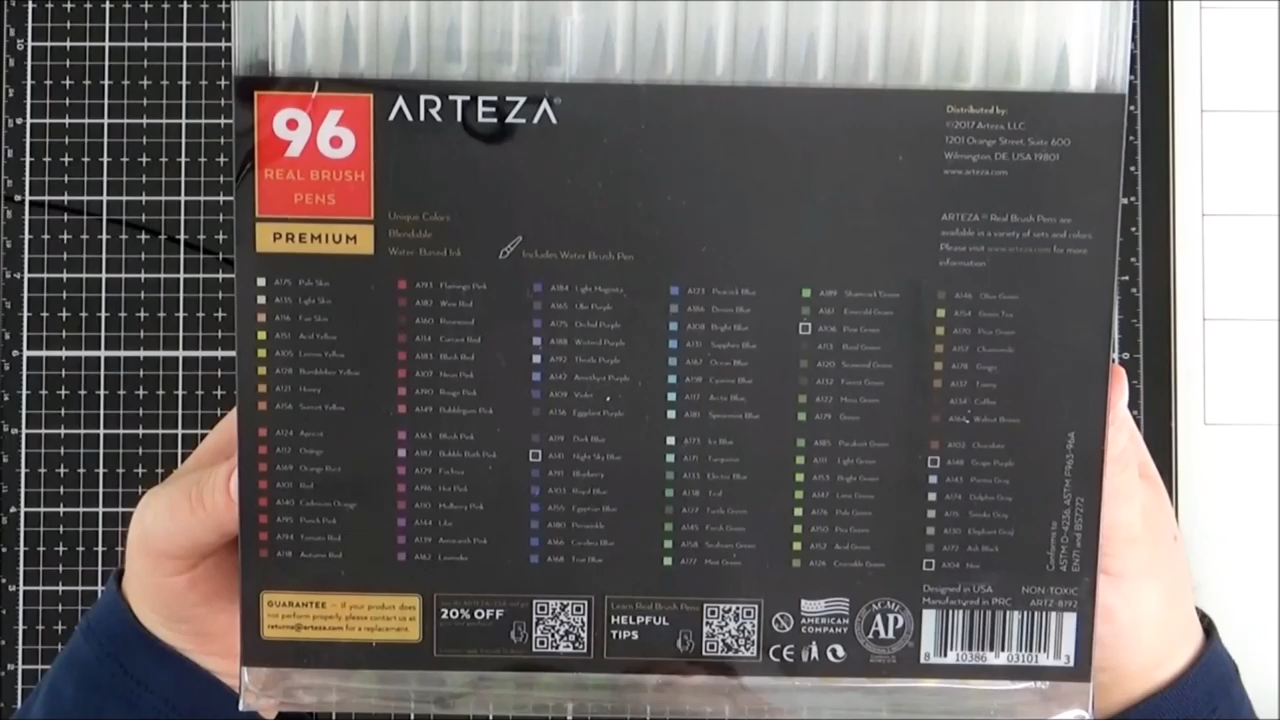 96
REAL BRUSH
PENS
PREMIUM
ARTEZA
Unique Colors
Blendable
Water-Based Ink
Includes Water Brush Pen
Distributed by:
©2017 Arteza, LLC
1201 Orange Street, Suite 600
Wilmington, DE, USA 19801
www.arteza.com
ARTEZA™ Real Brush Pens are
available in a variety of sets and colors.
Please visit www.arteza.com for more
information
A175 Pale Skin
A135 Light Skin
A116 Fair Skin
A151 Acid Yellow
A105 Lemon Yellow
A128 Bumblebee Yellow
A121 Honey
A156 Sunset Yellow
A124 Apricot
A112 Orange
A169 Orange Rust
A101 Red
A140 Cadmium Orange
A195 Punch Pink
A194 Tomato Red
A118 Autumn Red
A193 Flamingo Pink
A182 Wine Red
A160 Rosewood
A114 Currant Red
A183 Blush Red
A107 Neon Pink
A190 Rouge Pink
A149 Bubblegum Pink
A163 Blush Pink
A187 Bubble Bath Pink
A129 Fuchsia
A196 Hot Pink
A110 Mulberry Pink
A144 Lilac
A139 Amaranth Pink
A162 Lavender
A184 Light Magenta
A165 Ube Purple
A175 Orchid Purple
A188 Wisteria Purple
A192 Thistle Purple
A142 Amethyst Purple
A109 Violet
A136 Eggplant Purple
A119 Dark Blue
A141 Night Sky Blue
A191 Blueberry
A103 Royal Blue
A155 Egyptian Blue
A180 Periwinkle
A166 Carolina Blue
A168 True Blue
A123 Peacock Blue
A186 Denim Blue
A108 Bright Blue
A131 Sapphire Blue
A167 Ocean Blue
A198 Cyanine Blue
A117 Arctic Blue
A181 Spearmint Blue
A173 Ice Blue
A171 Turquoise
A133 Electric Blue
A138 Teal
A127 Turtle Green
A145 Fresh Green
A158 Seafoam Green
A177 Mint Green
A189 Shamrock Green
A161 Emerald Green
A106 Pine Green
A113 Basil Green
A120 Seaweed Green
A132 Forest Green
A122 Moss Green
A179 Green
A185 Parakeet Green
A111 Light Green
A153 Bright Green
A147 Lime Green
A176 Pale Green
A150 Pea Green
A152 Acid Green
A126 Crocodile Green
A146 Olive Green
A154 Green Tea
A170 Pear Green
A157 Chamomile
A178 Ginger
A137 Tawny
A134 Coffee
A164 Walnut Brown
A102 Chocolate
A148 Grape Purple
A143 Pansy Gray
A174 Dolphin Gray
A115 Smoke Gray
A130 Elephant Gray
A172 Ash Black
A104 Noir
Conforms to:
ASTM D-4236, ASTM F963-96A
EN71 and BS7272
GUARANTEE — If your product does
not perform properly, please contact us at
returns@arteza.com for a replacement.
20% OFF
Learn Real Brush Pens
HELPFUL
TIPS
AMERICAN
COMPANY
CE
ACMI
AP
Designed in USA
Manufactured in PRC
NON-TOXIC
ARTZ-8192
8 10386 03101 3